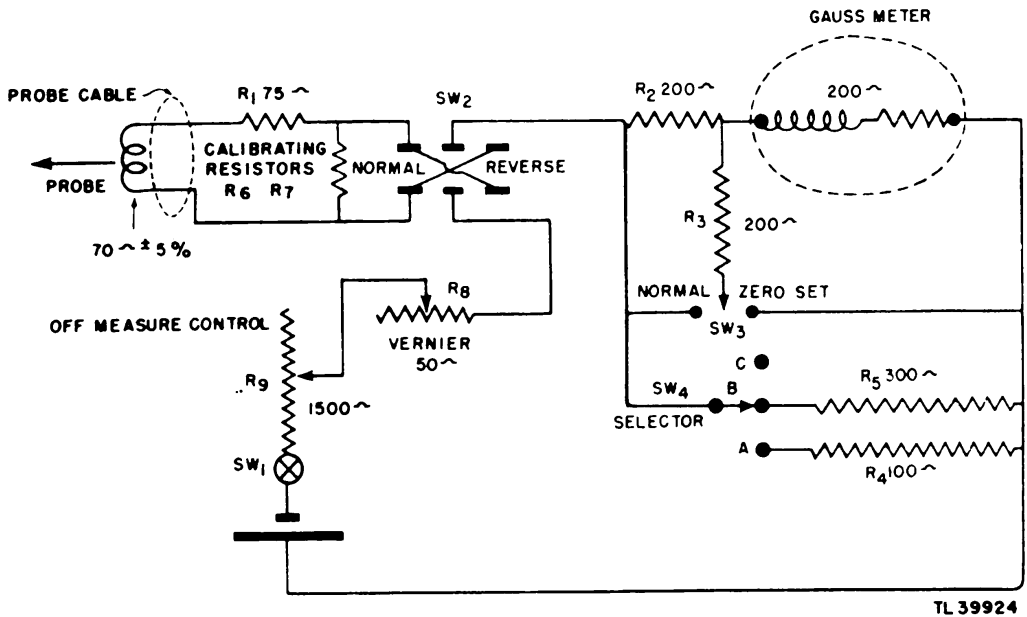 GAUSS METER
PROBE CABLE
R1 75 ~
SW2
R2 200 ~
200 ~
CALIBRATING
RESISTORS
R6 R7
NORMAL
REVERSE
PROBE
70 ~ ± 5%
R3
200 ~
NORMAL
ZERO SET
SW3
R8
VERNIER
50 ~
OFF MEASURE CONTROL
..R9
1500 ~
C
SW4
B
SELECTOR
R5 300 ~
A
R4 100 ~
SW1
TL 39924